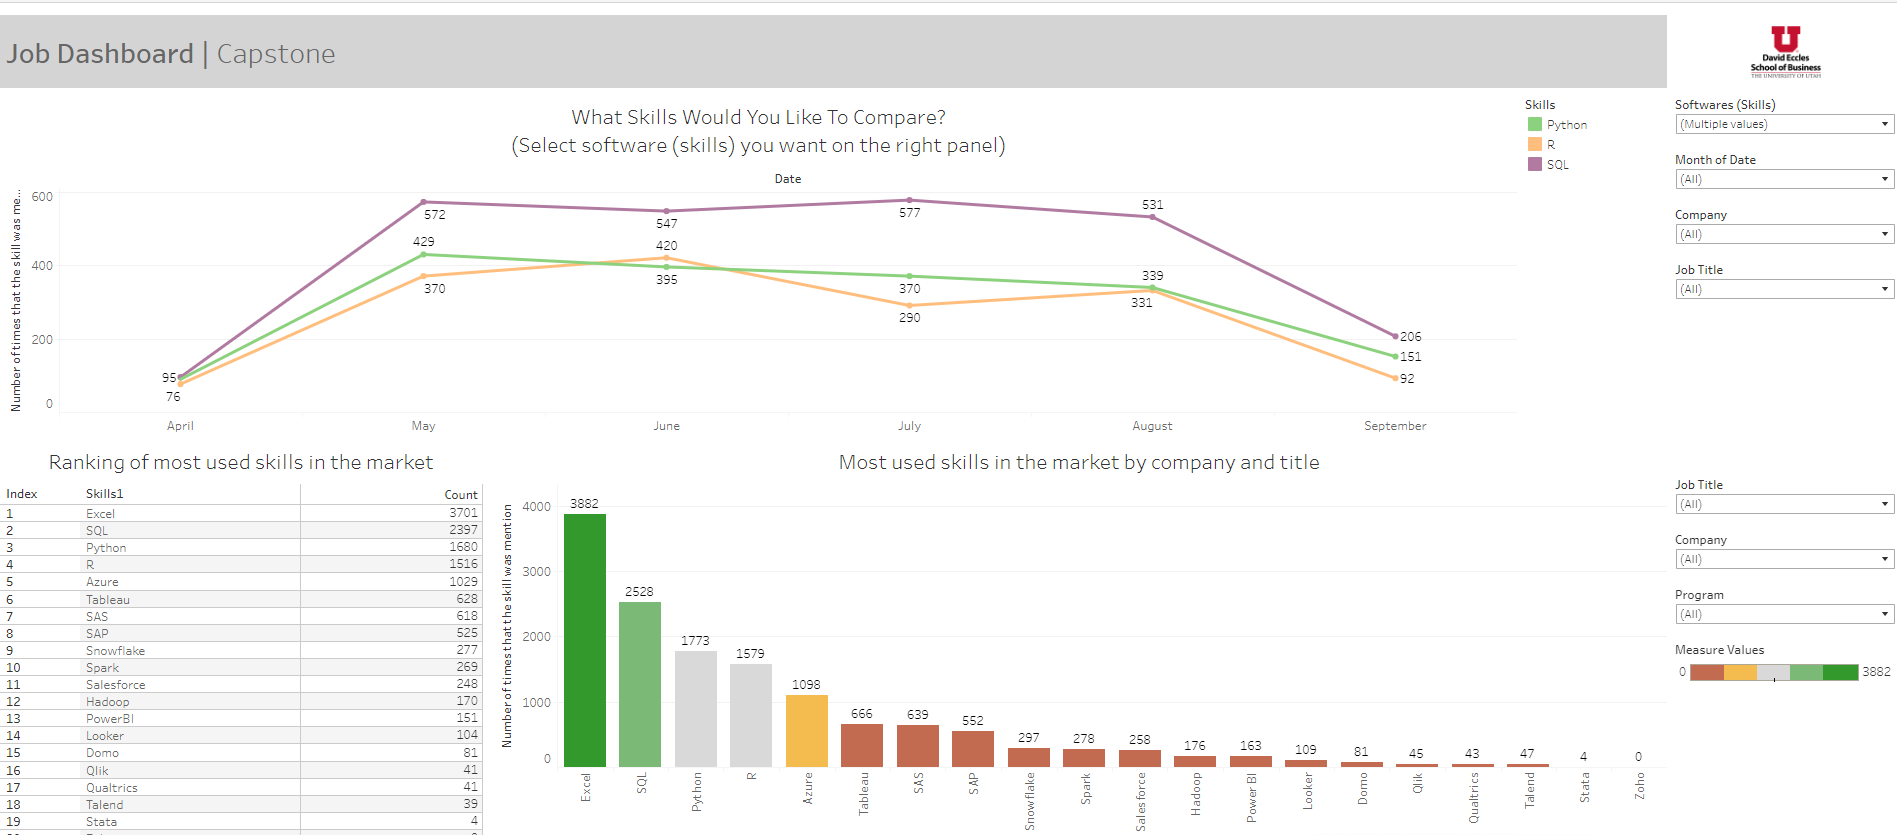 Job Dashboard | Capstone
David Eccles
School of Business
THE UNIVERSITY OF UTAH
What Skills Would You Like To Compare?
(Select software (skills) you want on the right panel)
Date
Number of times that the skill was me...
600
400
200
0
95
76
572
429
370
547
420
395
577
370
290
531
339
331
206
151
92
April
May
June
July
August
September
Skills
Python
R
SQL
Softwares (Skills)
(Multiple values)
Month of Date
(All)
Company
(All)
Job Title
(All)
Ranking of most used skills in the market
Index Skills1 Count
1 Excel 3701
2 SQL 2397
3 Python 1680
4 R 1516
5 Azure 1029
6 Tableau 628
7 SAS 618
8 SAP 525
9 Snowflake 277
10 Spark 269
11 Salesforce 248
12 Hadoop 170
13 PowerBI 151
14 Looker 104
15 Domo 81
16 Qlik 41
17 Qualtrics 41
18 Talend 39
19 Stata 4
Most used skills in the market by company and title
Number of times that the skill was mention
4000
3000
2000
1000
0
3882
2528
1773
1579
1098
666
639
552
297
278
258
176
163
109
81
45
43
47
4
0
Excel
SQL
Python
R
Azure
Tableau
SAS
SAP
Snowflake
Spark
Salesforce
Hadoop
Power BI
Looker
Domo
Qlik
Qualtrics
Talend
Stata
Zoho
Job Title
(All)
Company
(All)
Program
(All)
Measure Values
0 3882